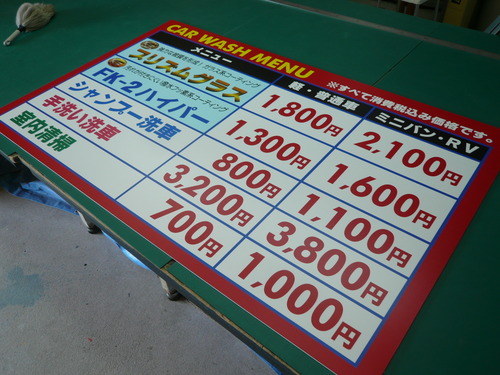 CAR WASH MENU
※すべて消費税込み価格です。
メニュー
軽・普通車
ミニバン・RV
プリズムグラス
1,800円
2,100円
FK-2ハイパー
1,300円
1,600円
シャンプー洗車
800円
1,100円
手洗い洗車
3,200円
3,800円
室内清掃
700円
1,000円